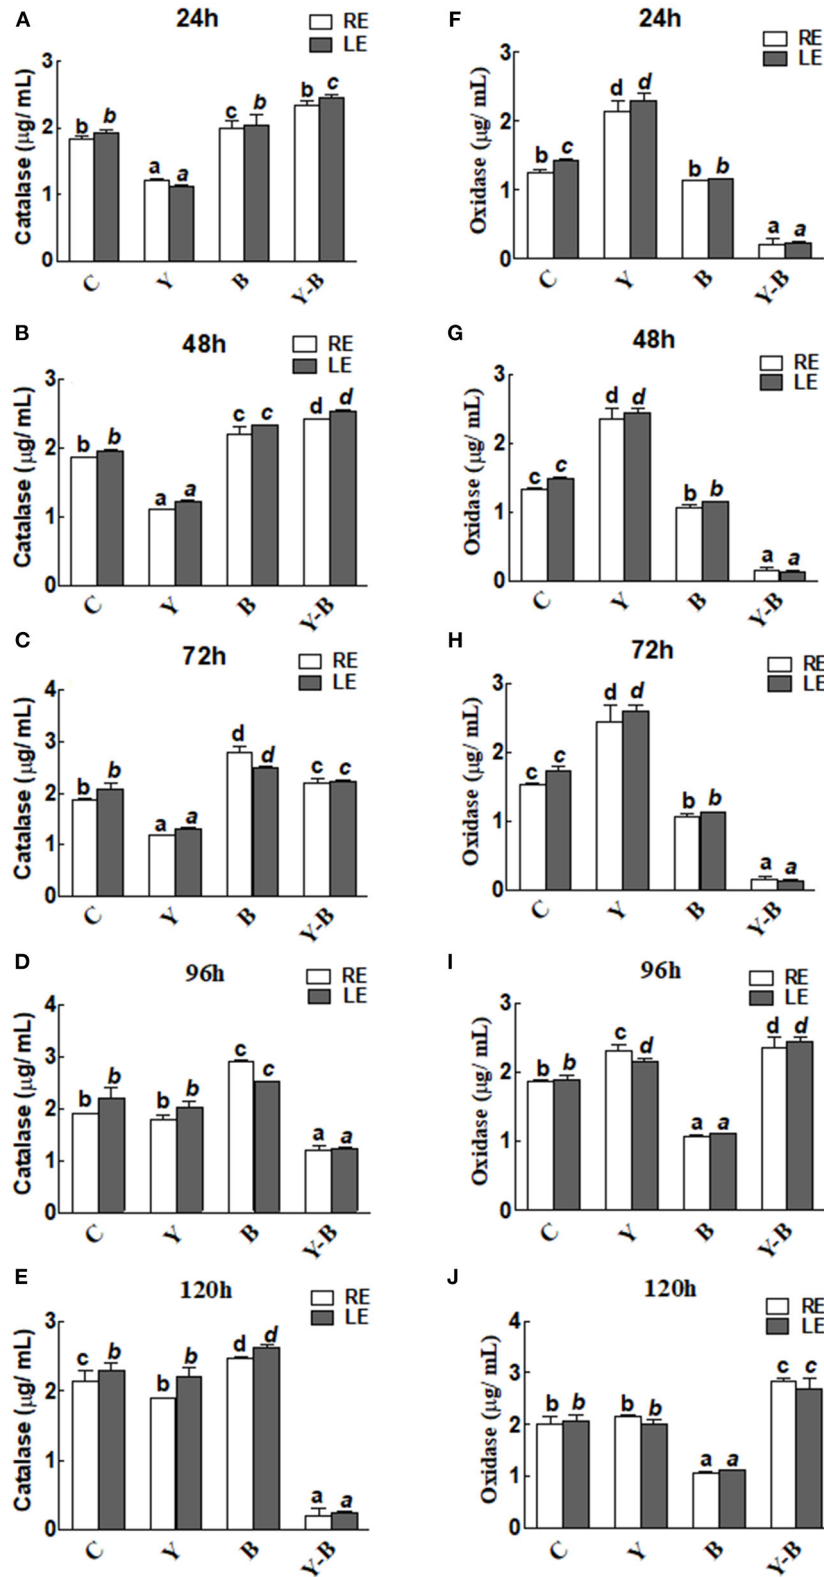 A
24h
RE
LE
Catalase (μg/ mL)
3
2
1
0
b b a a c b b c
C Y B Y-B
F
24h
RE
LE
Oxidase (μg/ mL)
3
2
1
0
b c d d b b a a
C Y B Y-B
B
48h
RE
LE
Catalase (μg/ mL)
3
2
1
0
b b a a c c d d
C Y B Y-B
G
48h
RE
LE
Oxidase (μg/ mL)
3
2
1
0
c c d d b b a a
C Y B Y-B
C
72h
RE
LE
Catalase (μg/ mL)
4
3
2
1
0
b b a a d d c c
C Y B Y-B
H
72h
RE
LE
Oxidase (μg/ mL)
3
2
1
0
c c d d b b a a
C Y B Y-B
D
96h
RE
LE
Catalase (μg/ mL)
4
3
2
1
0
b b b b c c a a
C Y B Y-B
I
96h
RE
LE
Oxidase (μg/ mL)
3
2
1
0
b b c d a a d d
C Y B Y-B
E
120h
RE
LE
Catalase (μg/ mL)
3
2
1
0
c b b b d d a a
C Y B Y-B
J
120h
RE
LE
Oxidase (μg/ mL)
4
3
2
1
0
b b b b a a c c
C Y B Y-B